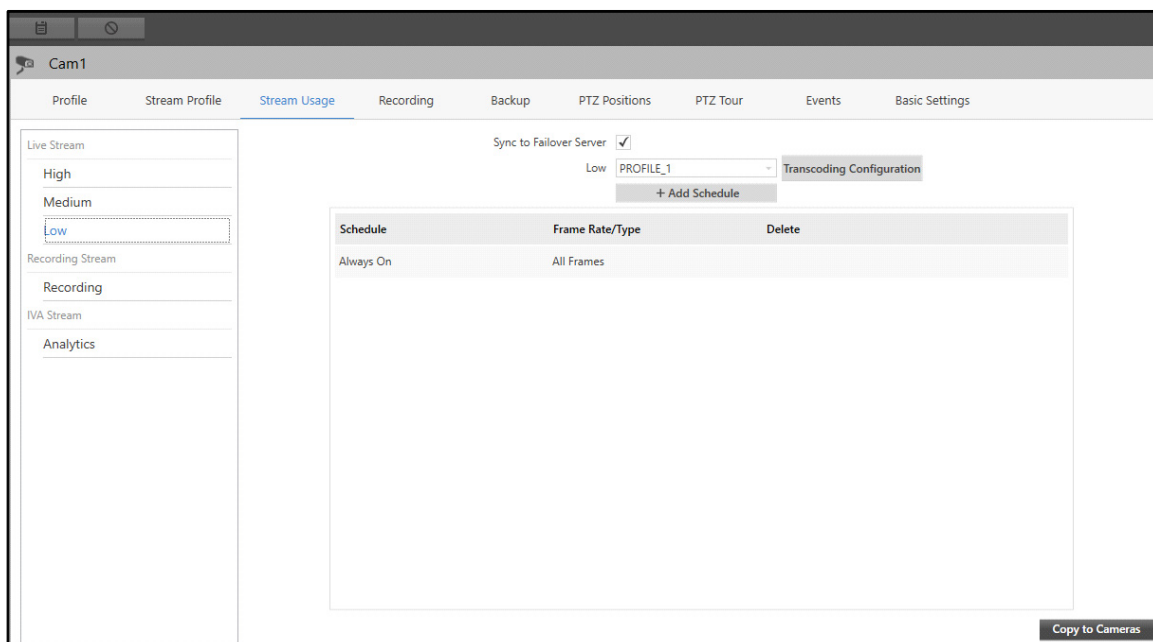 Cam1
Profile Stream Profile Stream Usage Recording Backup PTZ Positions PTZ Tour Events Basic Settings
Live Stream
High
Medium
Low
Recording Stream
Recording
IVA Stream
Analytics
Sync to Failover Server
Low PROFILE_1 Transcoding Configuration
+ Add Schedule
Schedule Frame Rate/Type Delete
Always On All Frames
Copy to Cameras